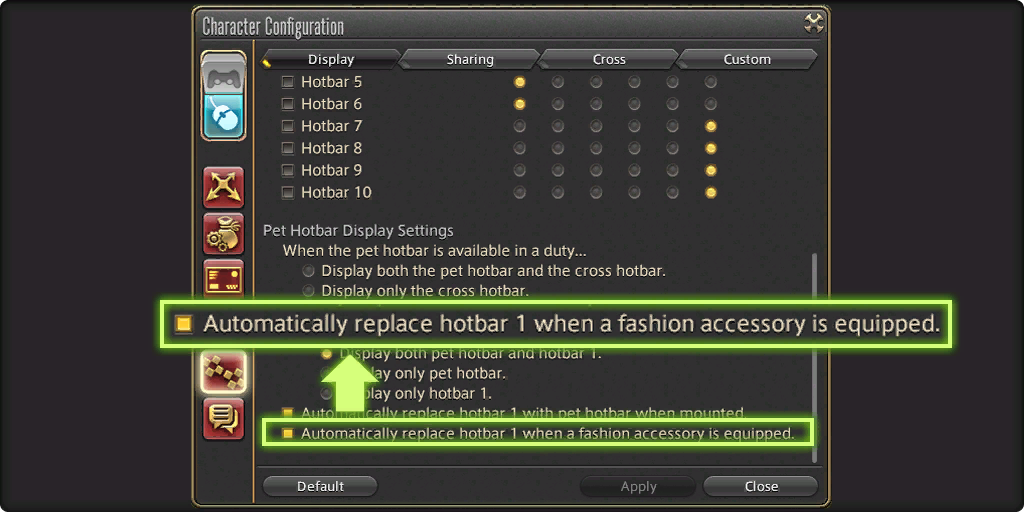 Character Configuration
Display Sharing Cross Custom
Hotbar 5
Hotbar 6
Hotbar 7
Hotbar 8
Hotbar 9
Hotbar 10
Pet Hotbar Display Settings
When the pet hotbar is available in a duty...
Display both the pet hotbar and the cross hotbar.
Display only the cross hotbar.
Automatically replace hotbar 1 when a fashion accessory is equipped.
Display both pet hotbar and hotbar 1.
only pet hotbar.
only hotbar 1.
Automatically replace hotbar 1 with pet hotbar when mounted.
Automatically replace hotbar 1 when a fashion accessory is equipped.
Default Apply Close